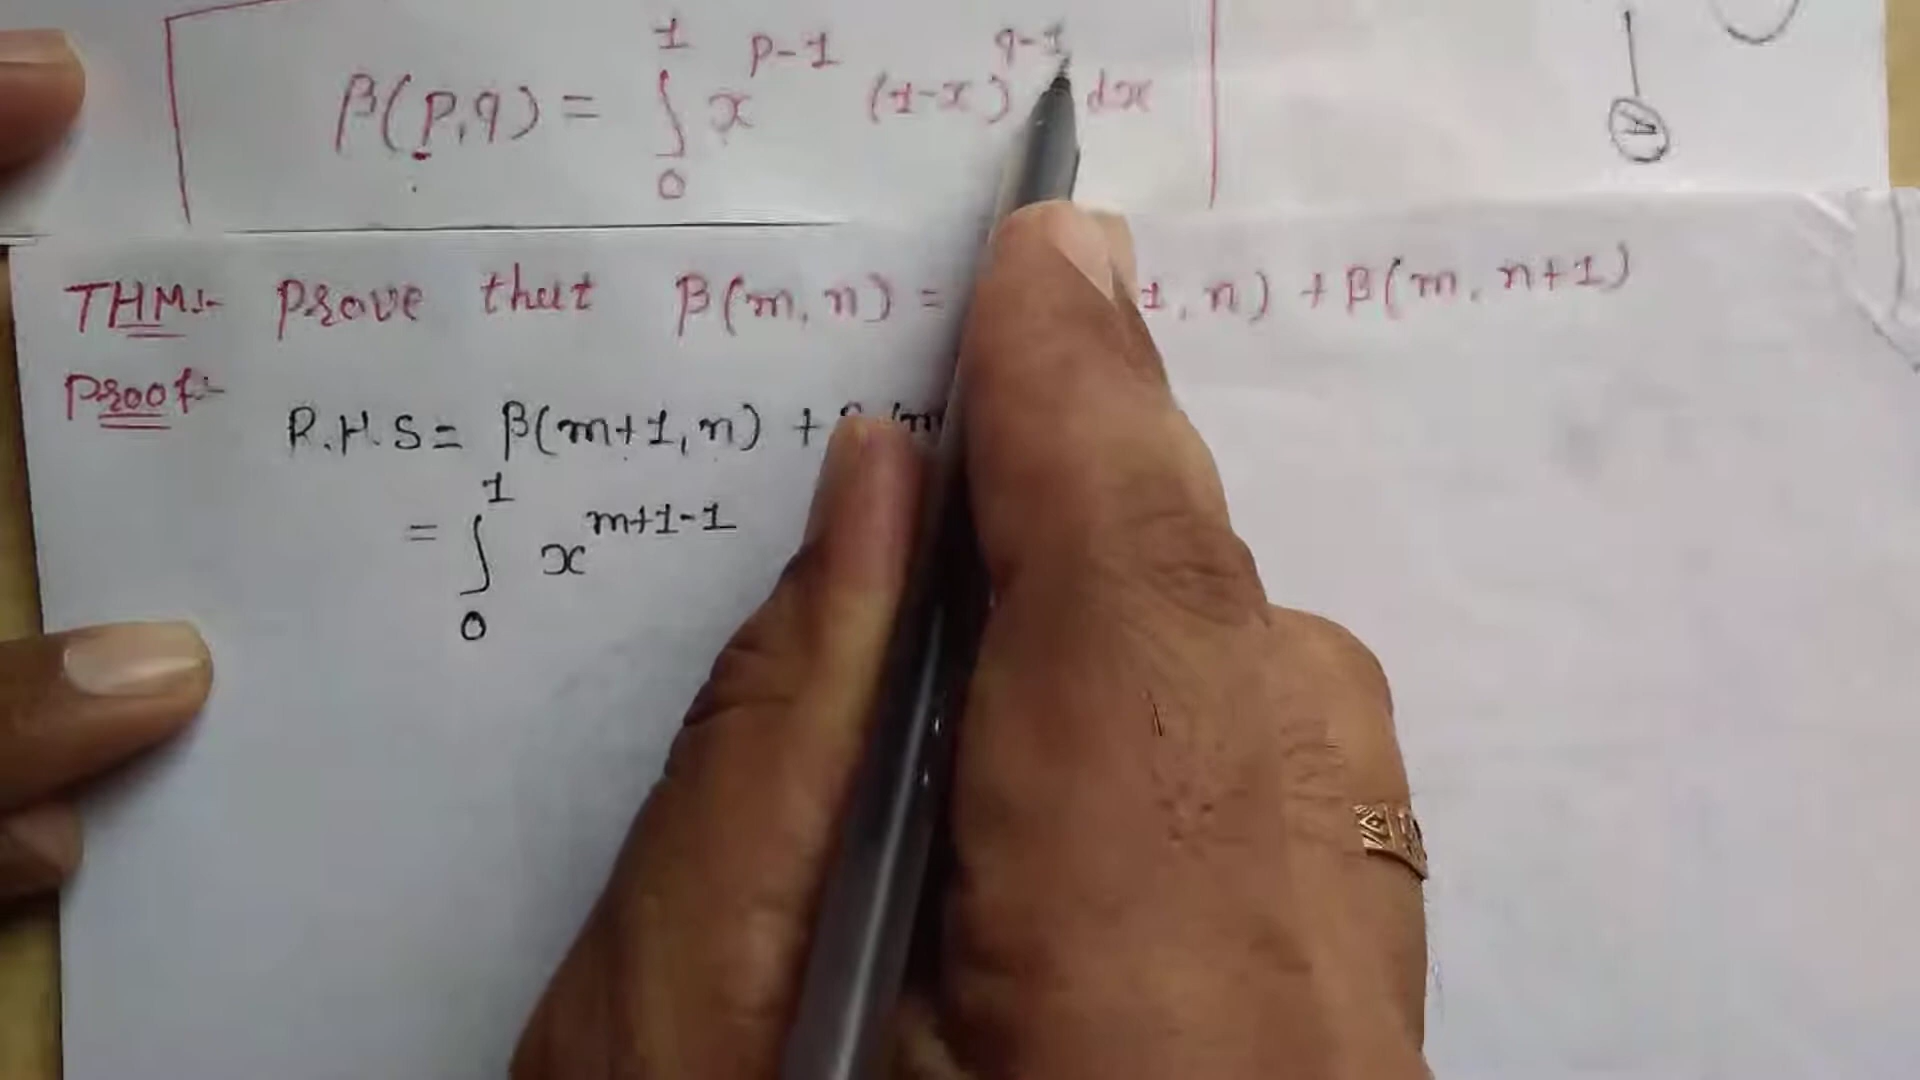 β(p,q) = ∫₀¹ x^(p-1) (1-x)^(q-1) dx
THM:- prove that β(m, n) = 1, n) + β(m, n+1)
proof:-
R.H.S = β(m+1, n) + β(m
= ∫₀¹ x^(m+1-1)